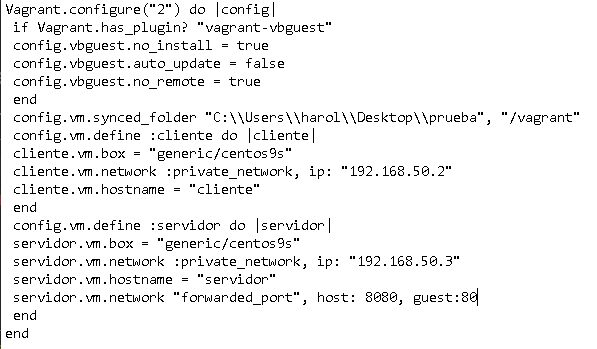 Vagrant.configure("2") do |config|
if Vagrant.has_plugin? "vagrant-vbguest"
config.vbguest.no_install = true
config.vbguest.auto_update = false
config.vbguest.no_remote = true
end
config.vm.synced_folder "C:\\Users\\harol\\Desktop\\prueba", "/vagrant"
config.vm.define :cliente do |cliente|
cliente.vm.box = "generic/centos9s"
cliente.vm.network :private_network, ip: "192.168.50.2"
cliente.vm.hostname = "cliente"
end
config.vm.define :servidor do |servidor|
servidor.vm.box = "generic/centos9s"
servidor.vm.network :private_network, ip: "192.168.50.3"
servidor.vm.hostname = "servidor"
servidor.vm.network "forwarded_port", host: 8080, guest:80
end
end